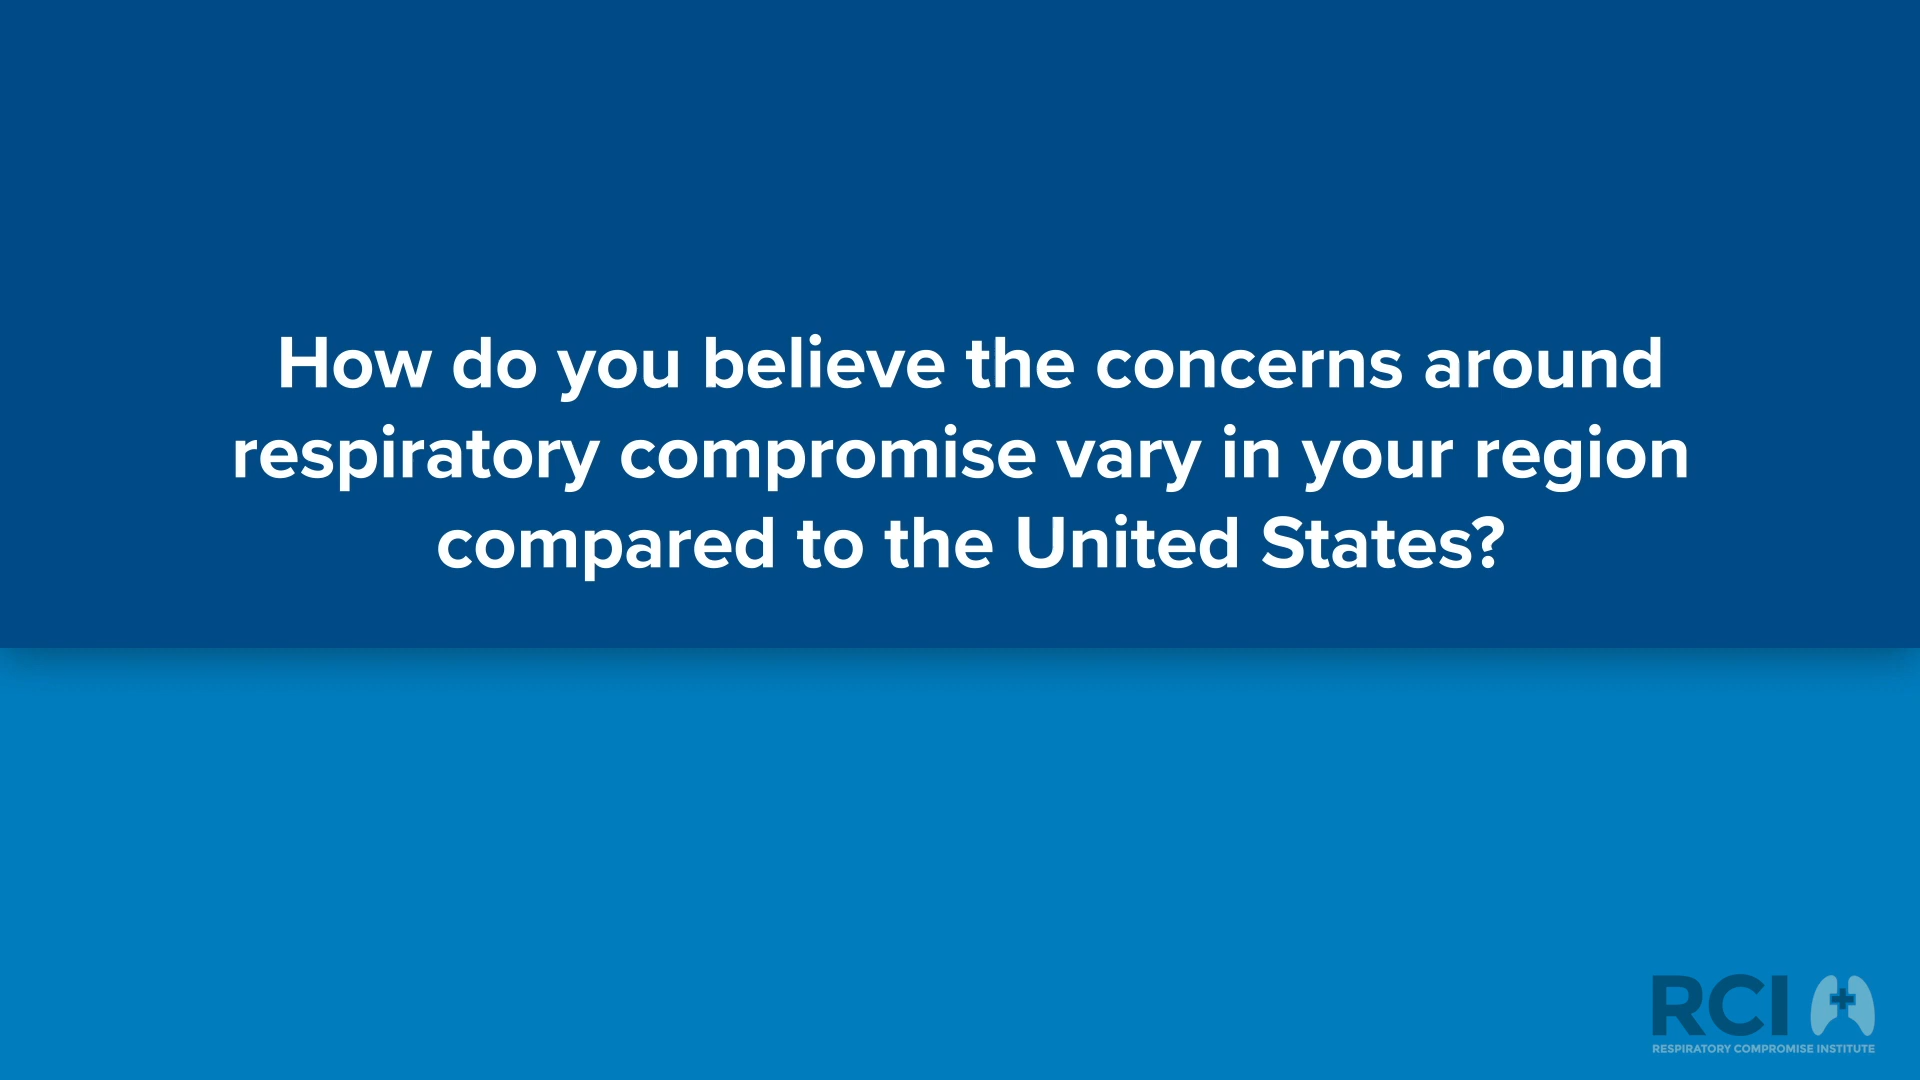 How do you believe the concerns around
respiratory compromise vary in your region
compared to the United States?
RCI
RESPIRATORY COMPROMISE INSTITUTE